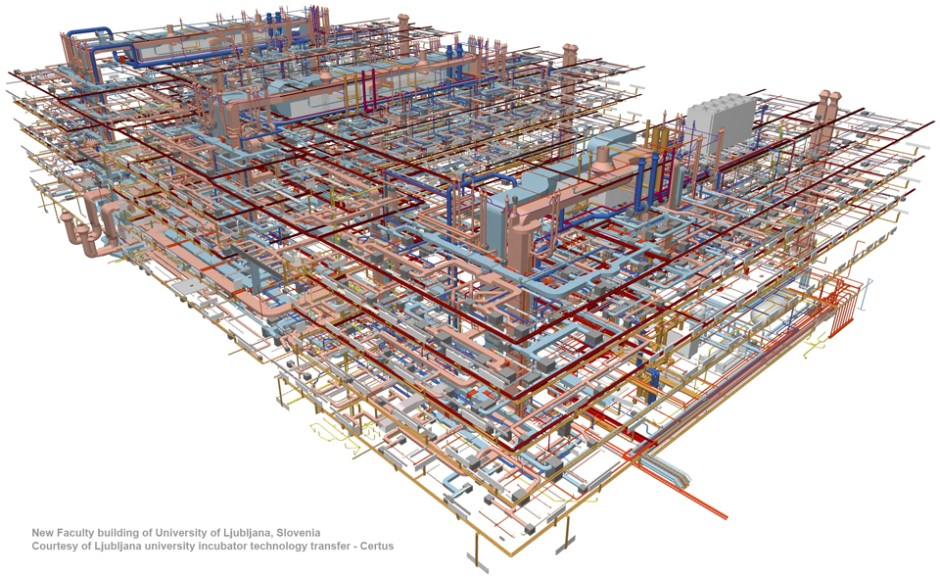 New Faculty building of University of Ljubljana, Slovenia
Courtesy of Ljubljana university incubator technology transfer - Certus